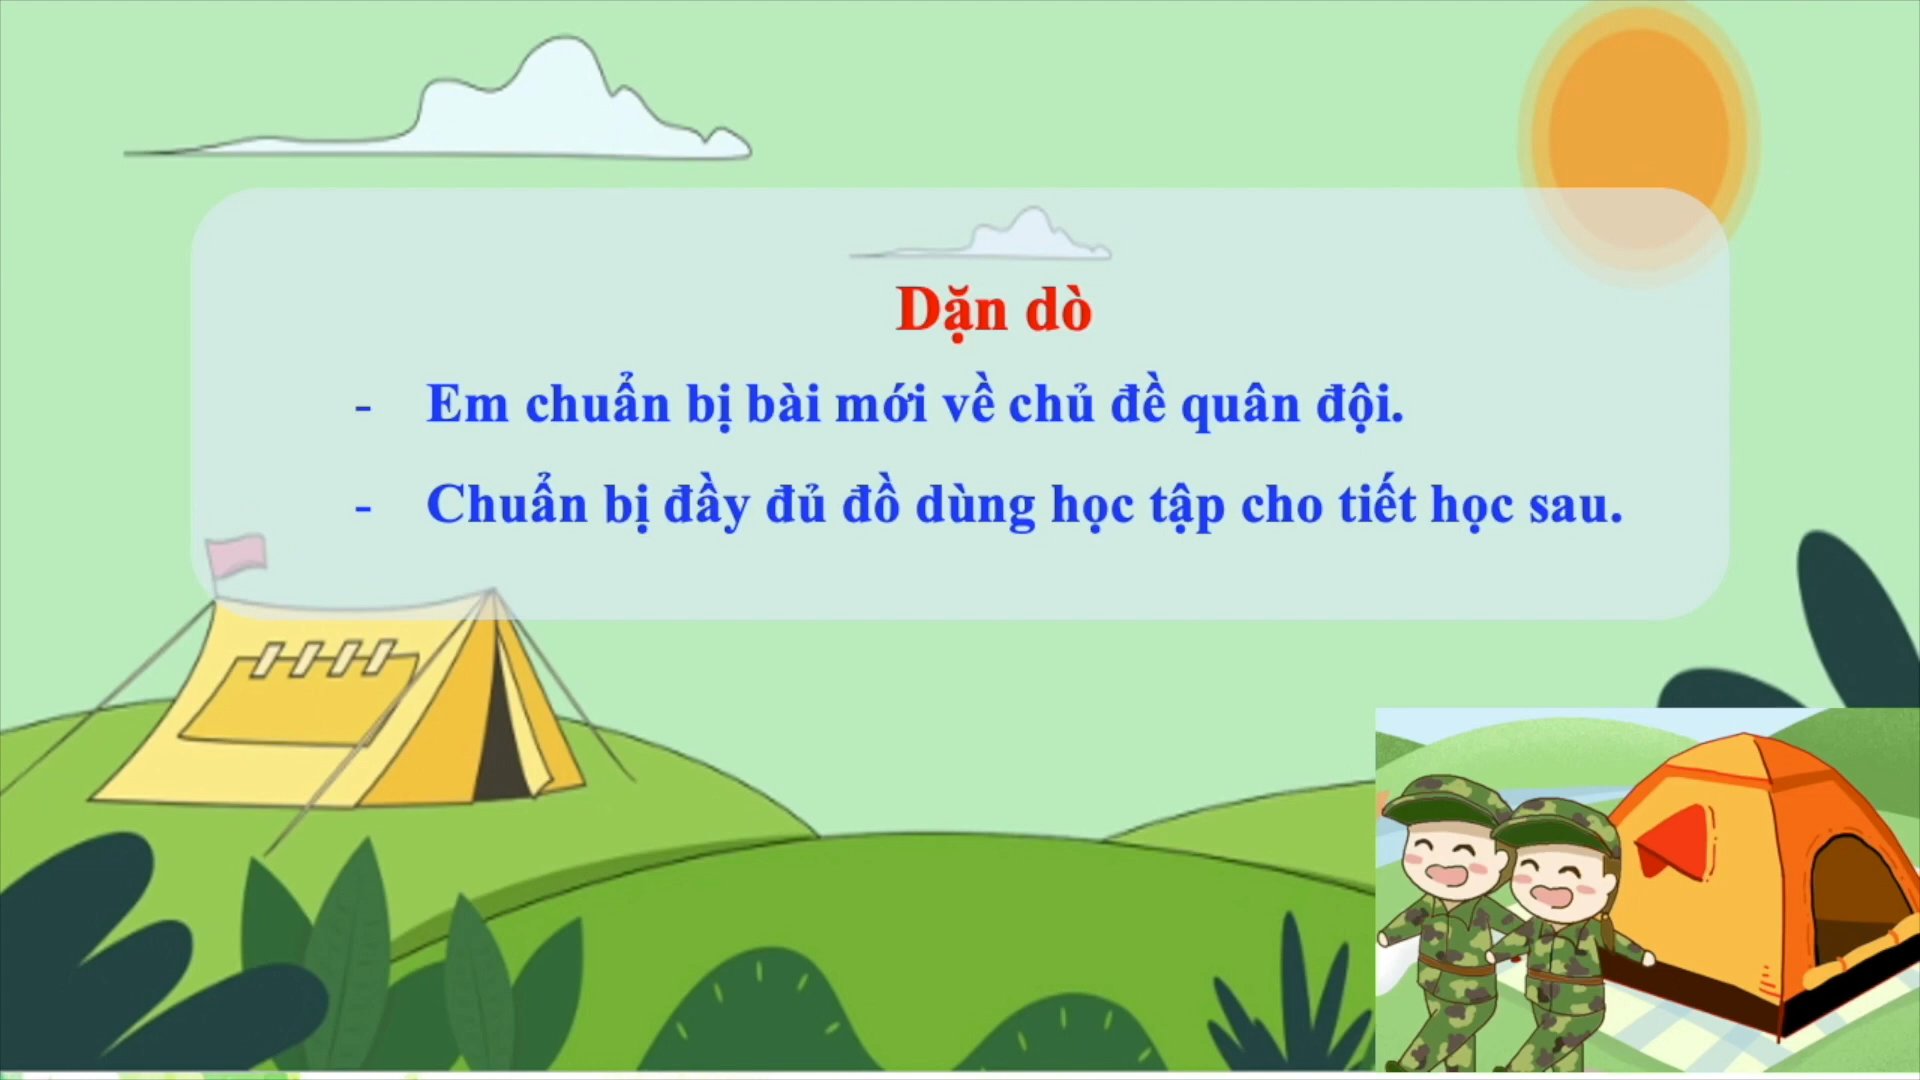 Dặn dò
- Em chuẩn bị bài mới về chủ đề quân đội.
- Chuẩn bị đầy đủ đồ dùng học tập cho tiết học sau.